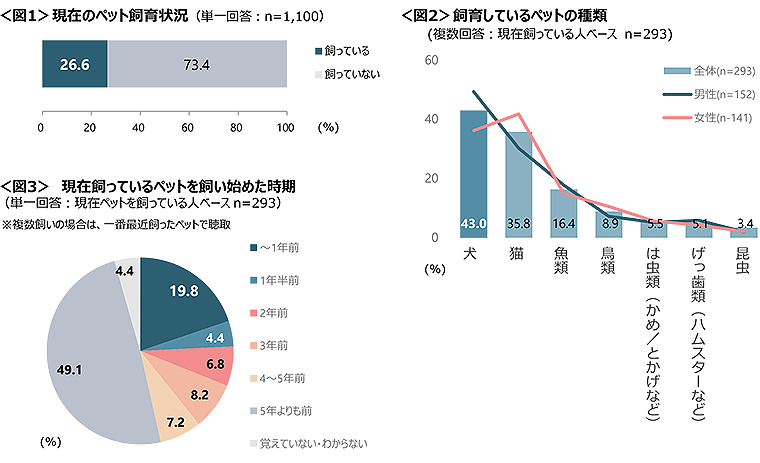 <図1>現在のペット飼育状況（単一回答：n=1,100）
26.6
73.4
飼っている
飼っていない
0 20 40 60 80 100 (%)
<図2> 飼育しているペットの種類
(複数回答：現在飼っている人ベース n=293)
60
40
20
0
(%)
全体(n=293)
男性(n=152)
女性(n-141)
43.0 35.8 16.4 8.9 5.5 5.1 3.4
犬
猫
魚類
鳥類
は虫類（かめ／とかげなど）
げっ歯類（ハムスターなど）
昆虫
<図3> 現在飼っているペットを飼い始めた時期
（単一回答：現在ペットを飼っている人ベースn=293）
※複数飼いの場合は、一番最近飼ったペットで聴取
19.8
4.4
6.8
8.2
7.2
49.1
4.4
(%)
～1年前
1年半前
2年前
3年前
4～5年前
5年よりも前
覚えていない・わからない